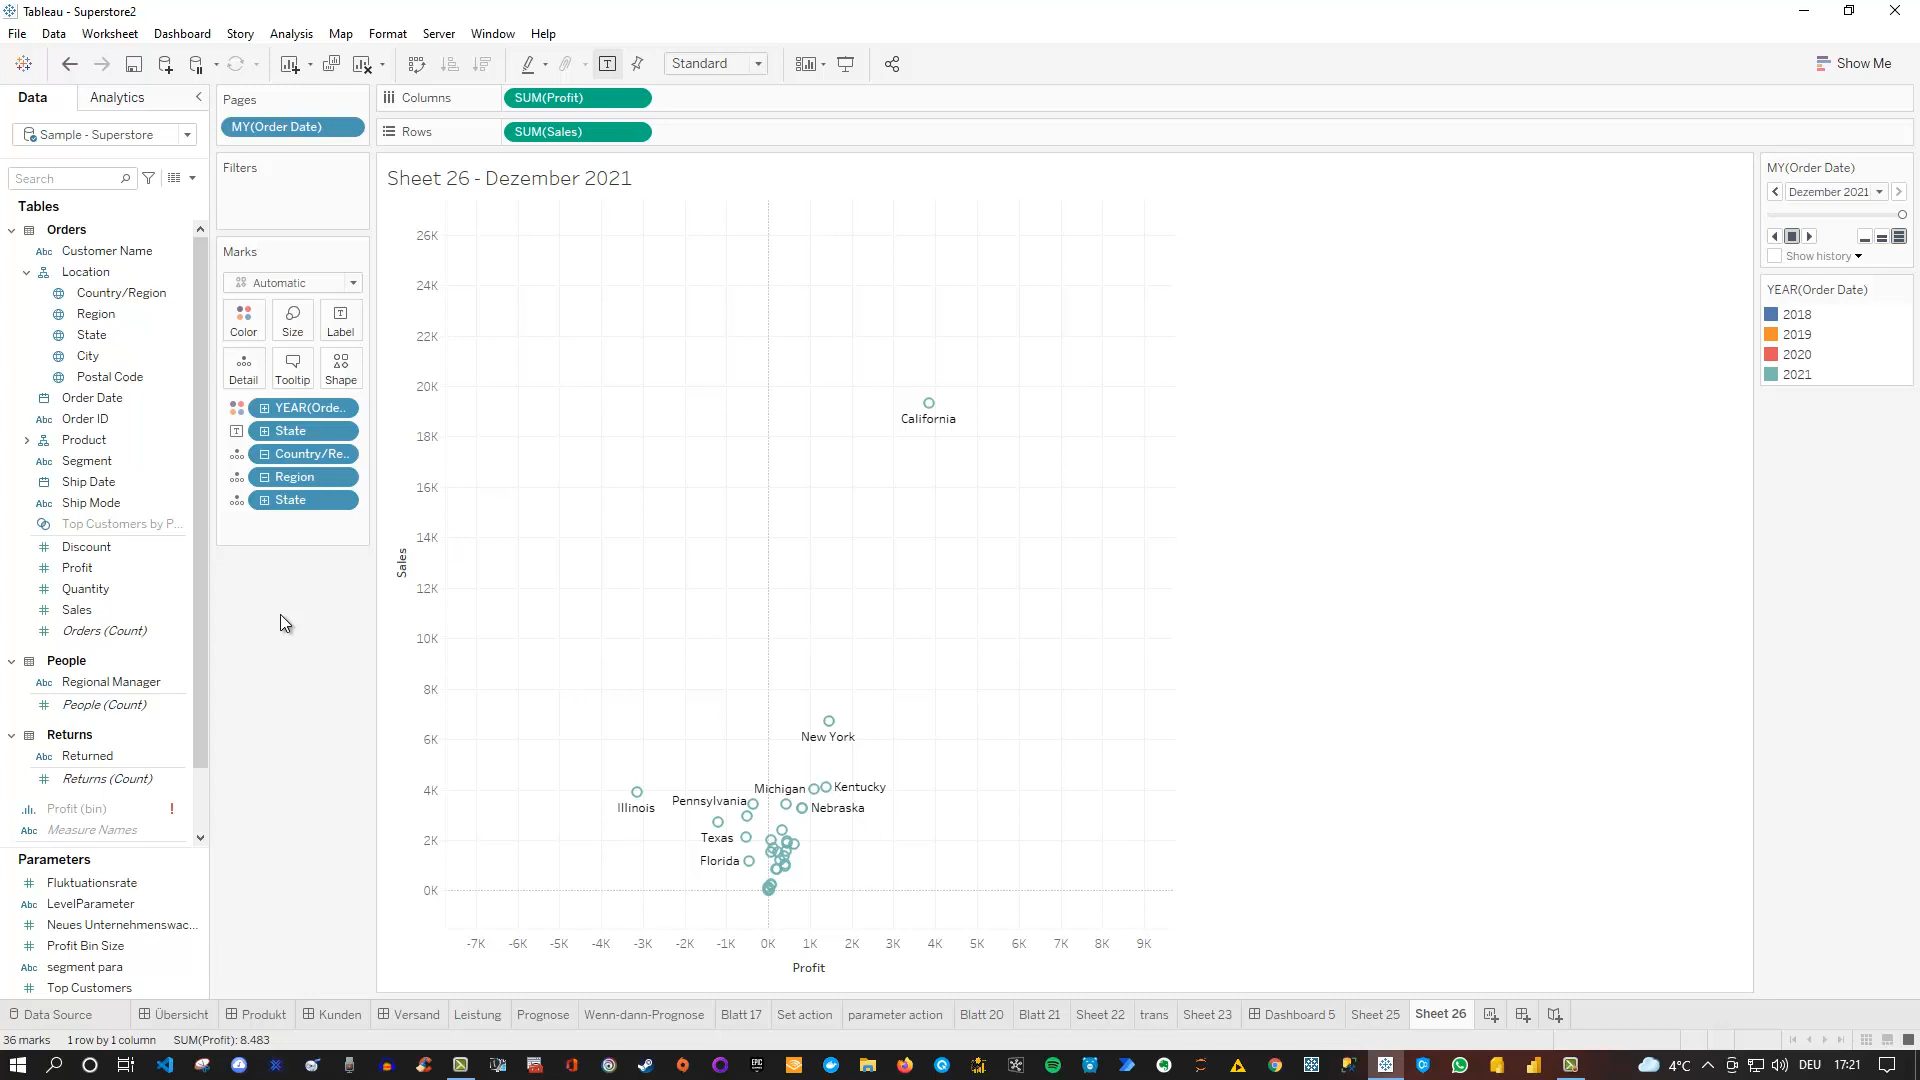 Tableau - Superstore2
File Data Worksheet Dashboard Story Analysis Map Format Server Window Help
Standard
Show Me
Data Analytics
Pages
Columns SUM(Profit)
Sample - Superstore
MY(Order Date)
Rows SUM(Sales)
Search
Filters
Tables
Orders
Customer Name
Location
Country/Region
Region
State
City
Postal Code
Order Date
Order ID
Product
Segment
Ship Date
Ship Mode
Top Customers by P...
Discount
Profit
Quantity
Sales
Orders (Count)
People
Regional Manager
People (Count)
Returns
Returned
Returns (Count)
Profit (bin) !
Measure Names
Parameters
Fluktuationsrate
LevelParameter
Neues Unternehmenswac...
Profit Bin Size
segment para
Top Customers
Marks
Automatic
Color Size Label
Detail Tooltip Shape
YEAR(Orde..
State
Country/Re..
Region
State
Sheet 26 - Dezember 2021
26K
24K
22K
20K
18K
16K
14K
12K
10K
8K
6K
4K
2K
0K
Sales
California
New York
Michigan Kentucky
Illinois Pennsylvania Nebraska
Texas
Florida
-7K -6K -5K -4K -3K -2K -1K 0K 1K 2K 3K 4K 5K 6K 7K 8K 9K
Profit
MY(Order Date)
Dezember 2021
Show history
YEAR(Order Date)
2018
2019
2020
2021
Data Source Übersicht Produkt Kunden Versand Leistung Prognose Wenn-dann-Prognose Blatt 17 Set action parameter action Blatt 20 Blatt 21 Sheet 22 trans Sheet 23 Dashboard 5 Sheet 25 Sheet 26
36 marks 1 row by 1 column SUM(Profit): 8.483
4°C DEU 17:21